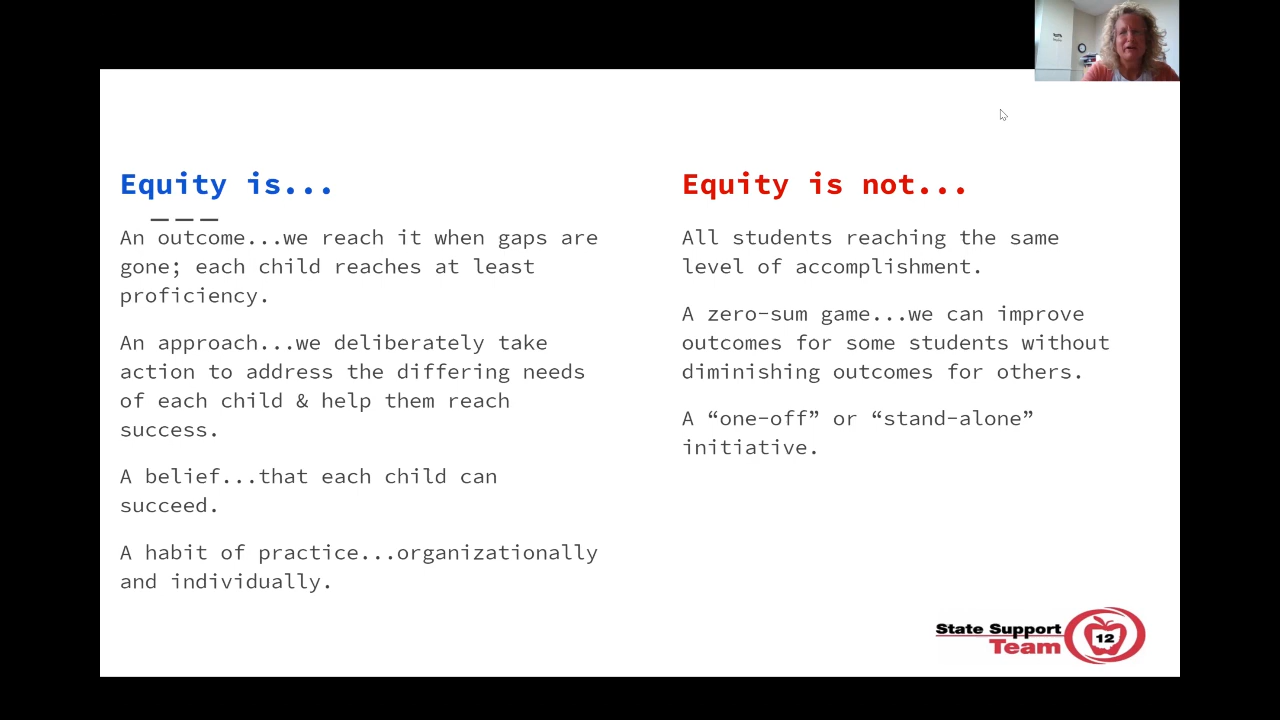 Equity is...
An outcome...we reach it when gaps are
gone; each child reaches at least
proficiency.
An approach...we deliberately take
action to address the differing needs
of each child & help them reach
success.
A belief...that each child can
succeed.
A habit of practice...organizationally
and individually.
Equity is not...
All students reaching the same
level of accomplishment.
A zero-sum game...we can improve
outcomes for some students without
diminishing outcomes for others.
A “one-off” or “stand-alone”
initiative.
State Support
Team
12